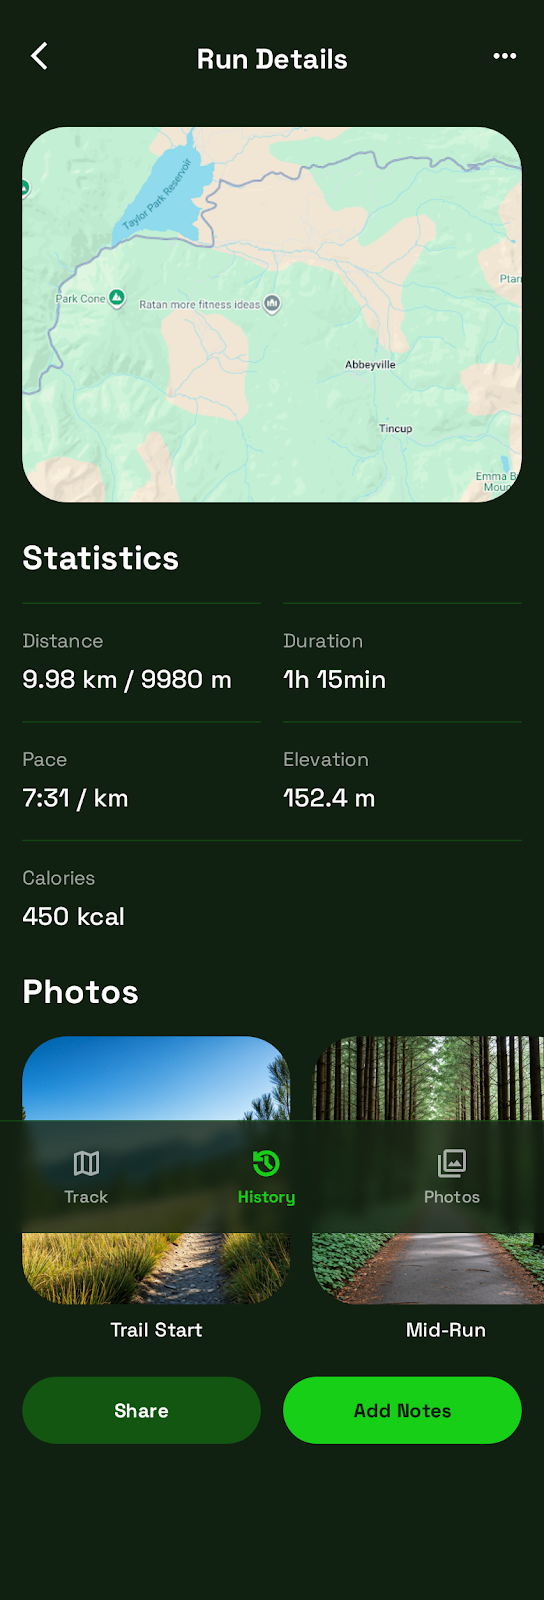 Run Details
Taylor Park Reservoir
Ptarr
Park Cone
Ratan more fitness ideas
Abbeyville
Tincup
Emma B
Moun
Statistics
Distance
Duration
9.98 km / 9980 m
1h 15min
Pace
Elevation
7:31 / km
152.4 m
Calories
450 kcal
Photos
Track
History
Photos
Trail Start
Mid-Run
Share
Add Notes